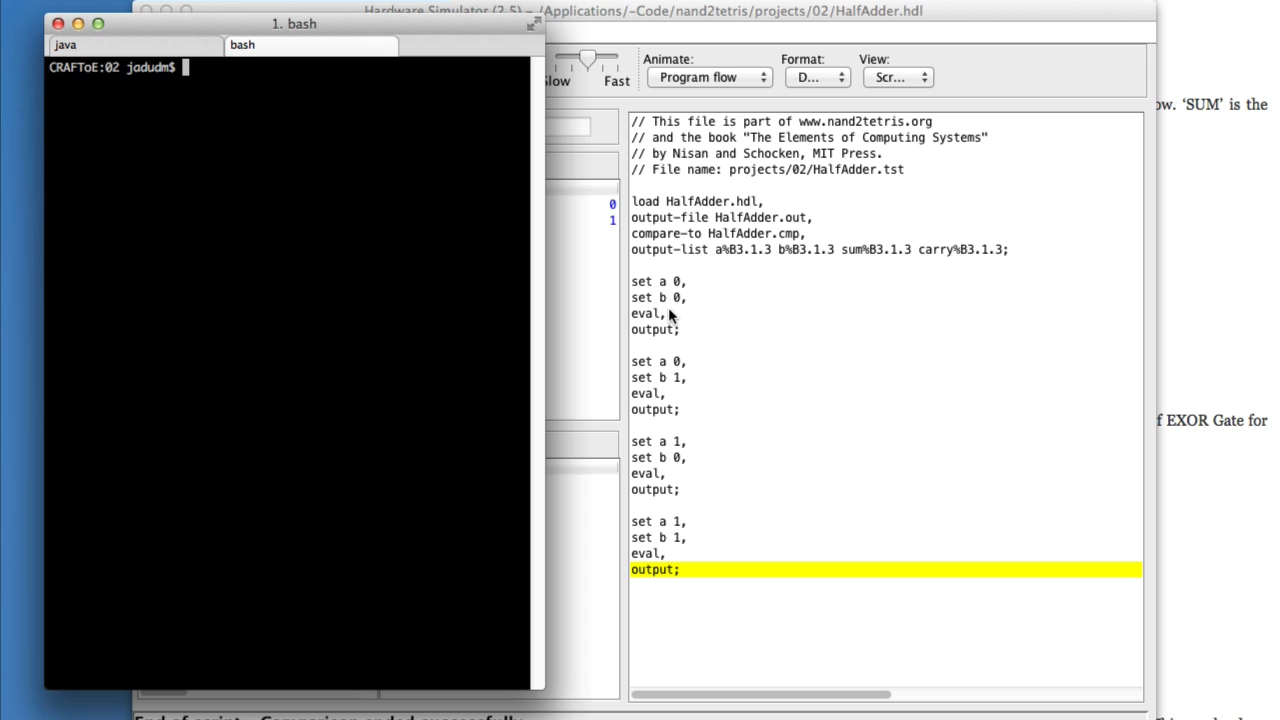 Hardware Simulator (2.5) - /Applications/-Code/nand2tetris/projects/02/HalfAdder.hdl
1. bash
java
bash
CRAFToE:02 jadudm$
Slow
Fast
Animate:
Program flow
Format:
D...
View:
Scr...
0
1
// This file is part of www.nand2tetris.org
// and the book "The Elements of Computing Systems"
// by Nisan and Schocken, MIT Press.
// File name: projects/02/HalfAdder.tst
load HalfAdder.hdl,
output-file HalfAdder.out,
compare-to HalfAdder.cmp,
output-list a%B3.1.3 b%B3.1.3 sum%B3.1.3 carry%B3.1.3;
set a 0,
set b 0,
eval,
output;
set a 0,
set b 1,
eval,
output;
set a 1,
set b 0,
eval,
output;
set a 1,
set b 1,
eval,
output;
ow. ‘SUM’ is the
f EXOR Gate for
End of script - Comparison ended successfully